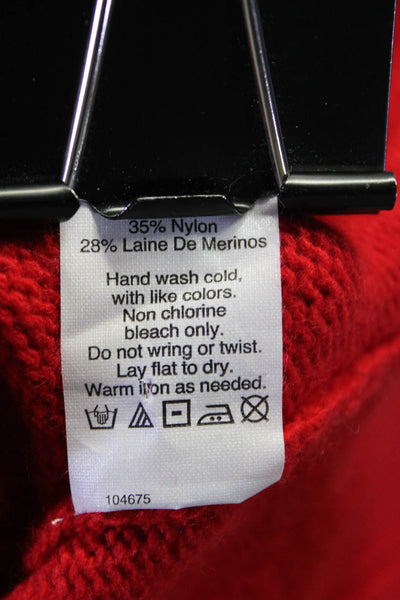 35% Nylon
28% Laine De Merinos
Hand wash cold,
with like colors.
Non chlorine
bleach only.
Do not wring or twist.
Lay flat to dry.
Warm iron as needed.
104675